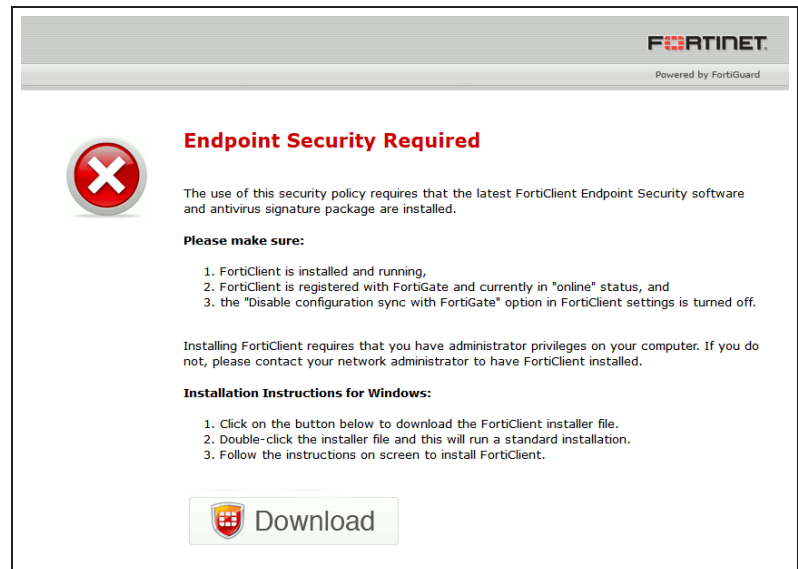 FORTINET.
Powered by FortiGuard
Endpoint Security Required
The use of this security policy requires that the latest FortiClient Endpoint Security software
and antivirus signature package are installed.
Please make sure:
1. FortiClient is installed and running,
2. FortiClient is registered with FortiGate and currently in "online" status, and
3. the "Disable configuration sync with FortiGate" option in FortiClient settings is turned off.
Installing FortiClient requires that you have administrator privileges on your computer. If you do
not, please contact your network administrator to have FortiClient installed.
Installation Instructions for Windows:
1. Click on the button below to download the FortiClient installer file.
2. Double-click the installer file and this will run a standard installation.
3. Follow the instructions on screen to install FortiClient.
Download